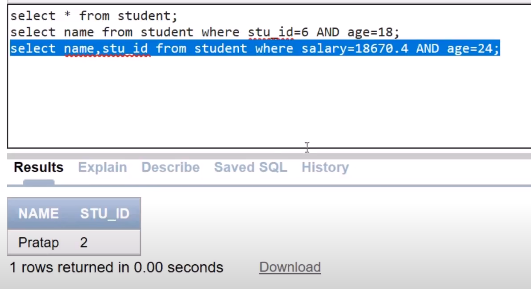 select * from student;
select name from student where stu_id=6 AND age=18;
select name,stu_id from student where salary=18670.4 AND age=24;
Results Explain Describe Saved SQL History
NAME STU_ID
Pratap 2
1 rows returned in 0.00 seconds Download